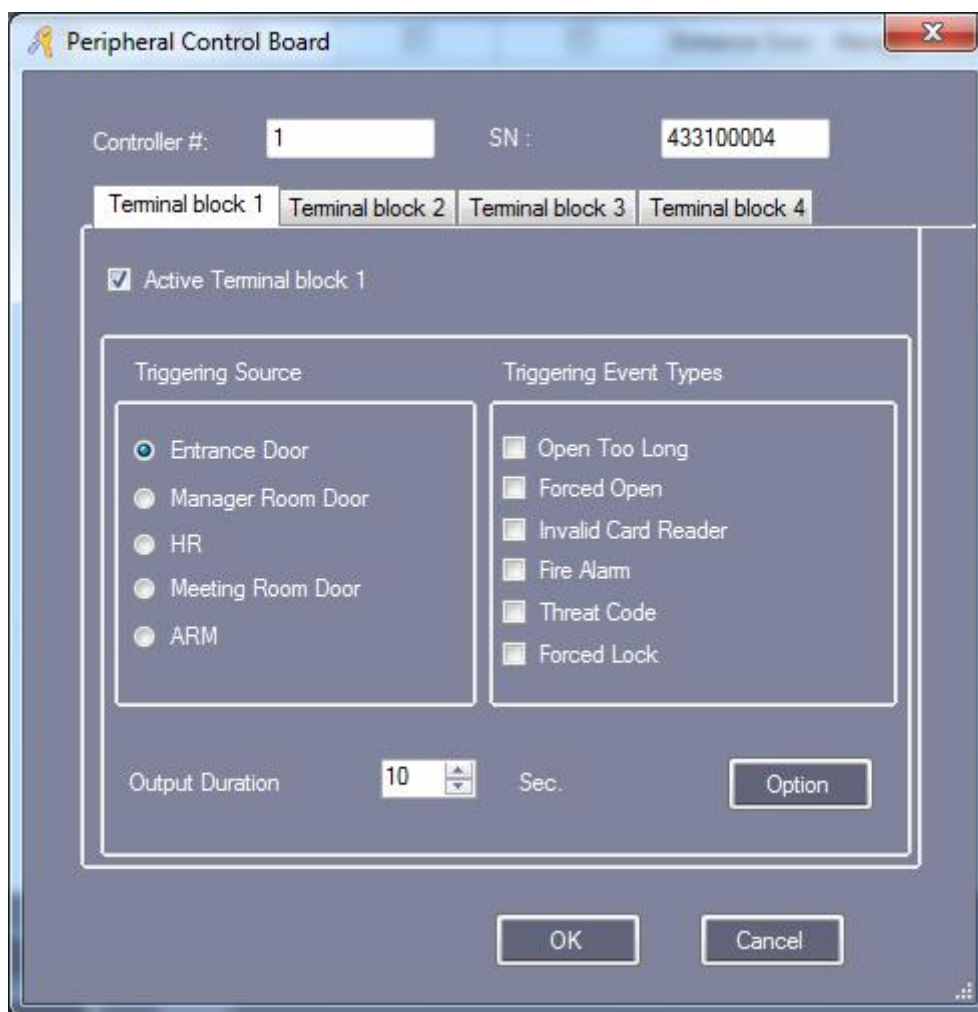 Peripheral Control Board
Controller #: 1 SN : 433100004
Terminal block 1 Terminal block 2 Terminal block 3 Terminal block 4
Active Terminal block 1
Triggering Source
Entrance Door
Manager Room Door
HR
Meeting Room Door
ARM
Triggering Event Types
Open Too Long
Forced Open
Invalid Card Reader
Fire Alarm
Threat Code
Forced Lock
Output Duration 10 Sec. Option
OK Cancel